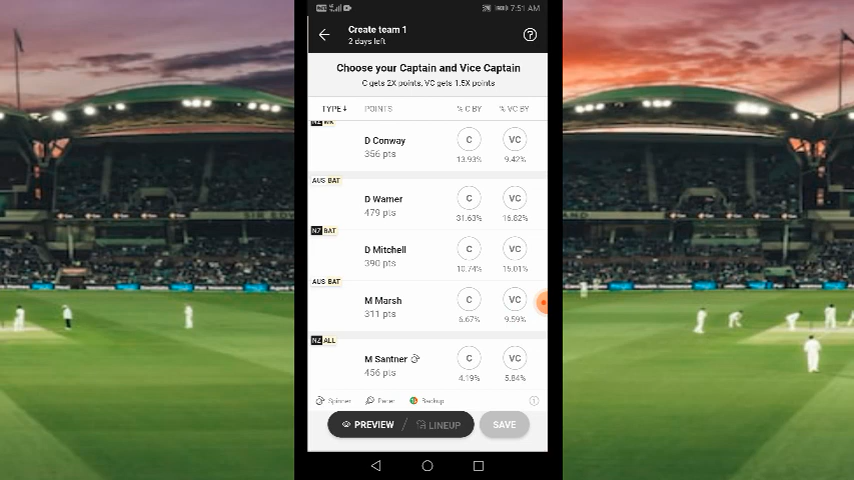 7:51 AM
Create team 1
2 days left
Choose your Captain and Vice Captain
C gets 2X points, VC gets 1.5X points
TYPE↓ POINTS % C BY % VC BY
NZ WK
D Conway C VC
356 pts 13.93% 9.42%
AUS BAT
D Warner C VC
479 pts 31.63% 16.82%
NZ BAT
D Mitchell C VC
390 pts 10.74% 15.01%
AUS BAT
M Marsh C VC
311 pts 9.59%
NZ ALL
M Santner C VC
456 pts 4.19% 5.84%
Spinner Pacer Backup
PREVIEW / LINEUP SAVE